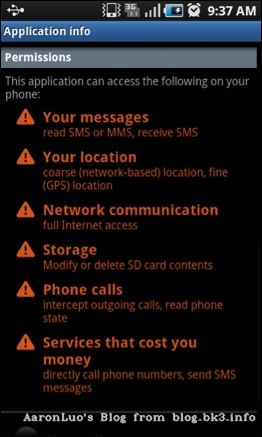 3G
9:37 AM
Application info
Permissions
This application can access the following on your
phone:
Your messages
read SMS or MMS, receive SMS
Your location
coarse (network-based) location, fine
(GPS) location
Network communication
full Internet access
Storage
Modify or delete SD card contents
Phone calls
intercept outgoing calls, read phone
state
Services that cost you
money
directly call phone numbers, send SMS
messages
AaronLuo's Blog from blog.bk3.info